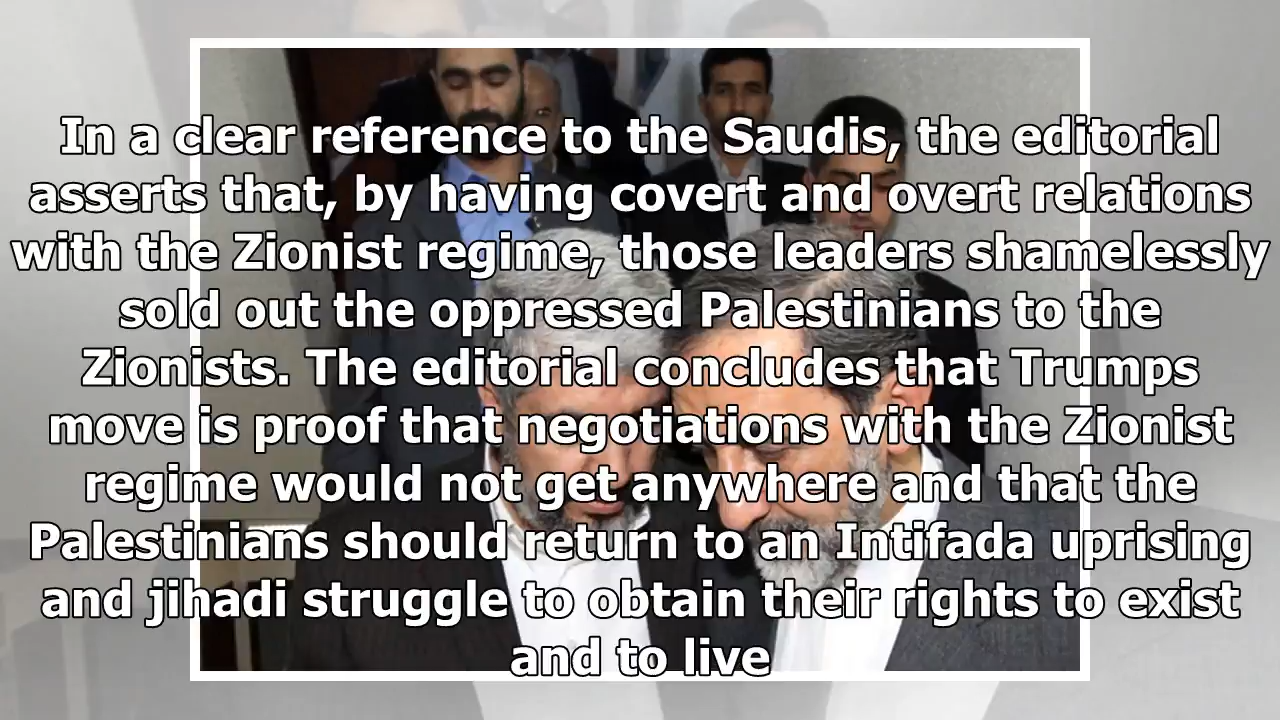 In a clear reference to the Saudis, the editorial
asserts that, by having covert and overt relations
with the Zionist regime, those leaders shamelessly
sold out the oppressed Palestinians to the
Zionists. The editorial concludes that Trumps
move is proof that negotiations with the Zionist
regime would not get anywhere and that the
Palestinians should return to an Intifada uprising
and jihadi struggle to obtain their rights to exist
and to live